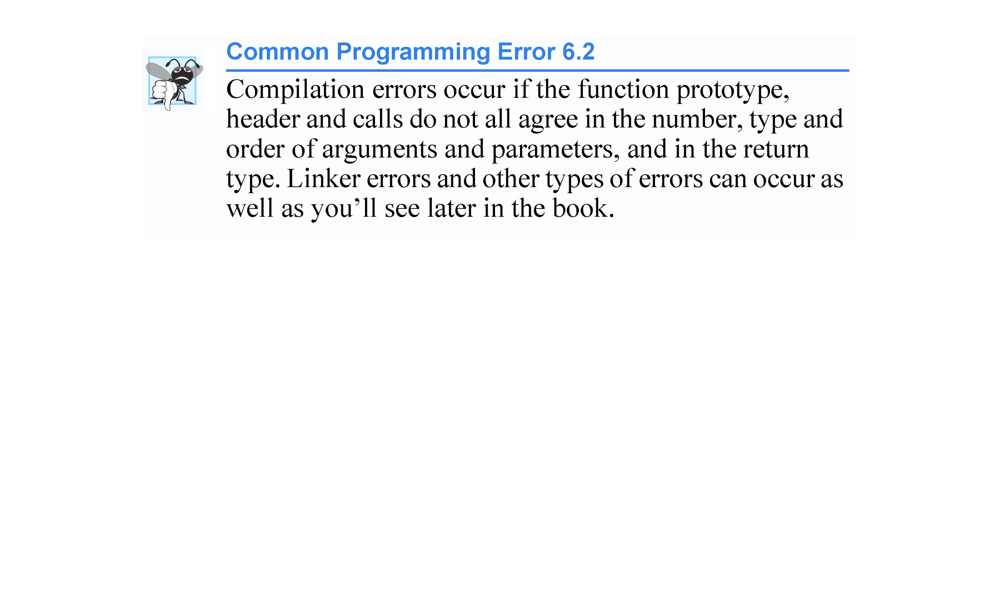 Common Programming Error 6.2
Compilation errors occur if the function prototype,
header and calls do not all agree in the number, type and
order of arguments and parameters, and in the return
type. Linker errors and other types of errors can occur as
well as you’ll see later in the book.